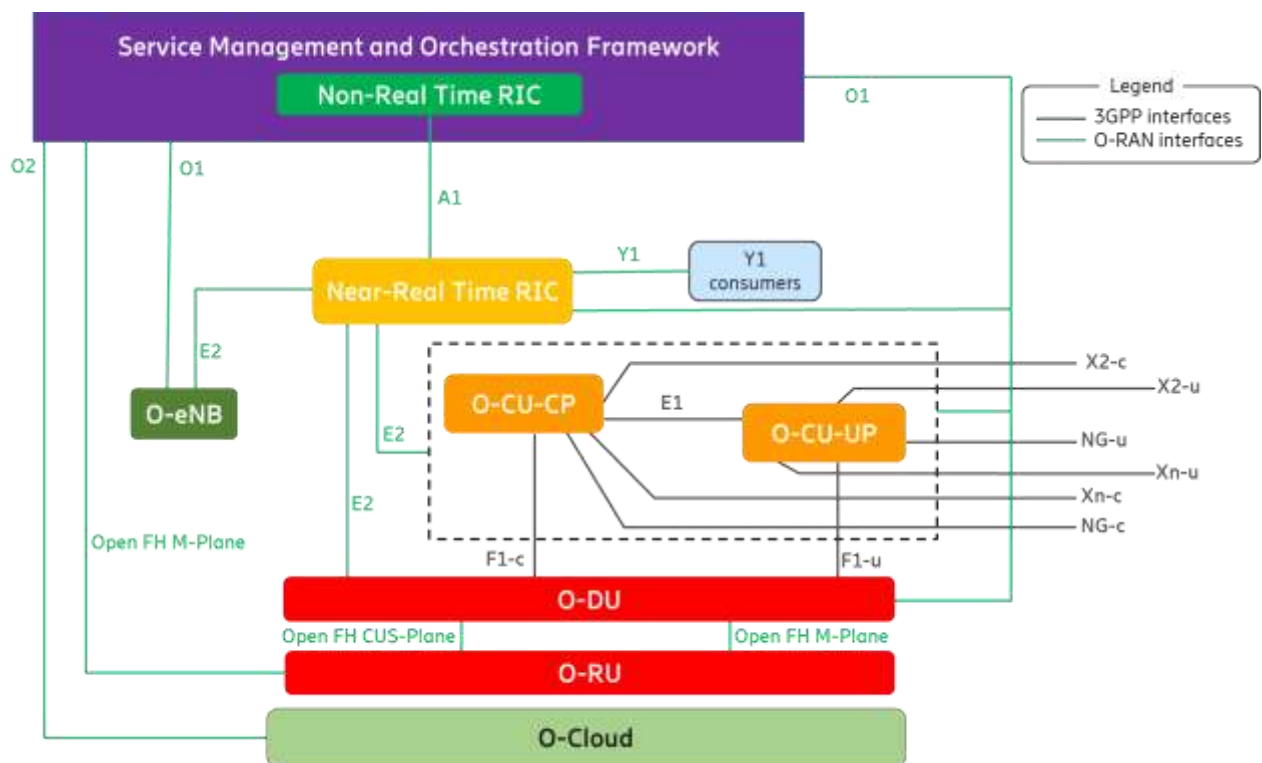 Service Management and Orchestration Framework
Non-Real Time RIC
O1
Legend
3GPP interfaces
O-RAN interfaces
O2
O1
A1
Y1
Y1
consumers
Near-Real Time RIC
E2
X2-c
X2-u
O-CU-CP
E1
O-eNB
O-CU-UP
E2
NG-u
Xn-u
Xn-c
E2
NG-c
Open FH M-Plane
F1-c
F1-u
O-DU
Open FH CUS-Plane
Open FH M-Plane
O-RU
O-Cloud